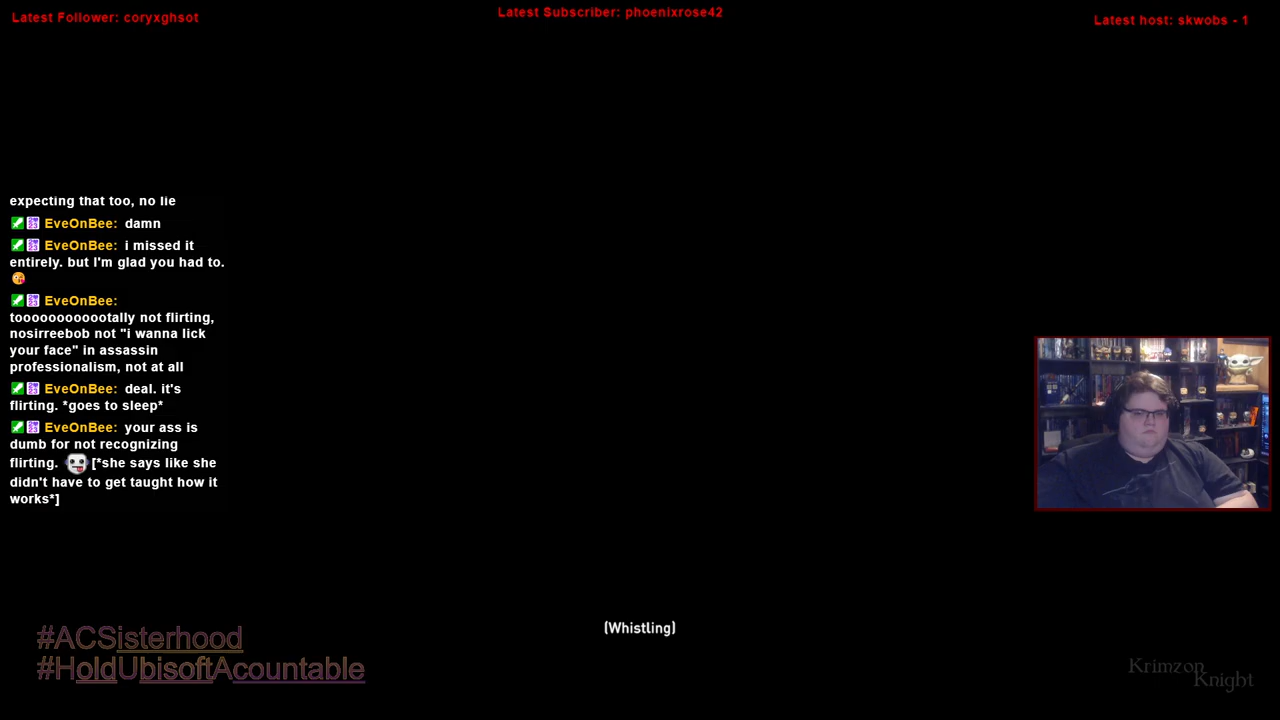 Latest Follower: coryxghsot
Latest Subscriber: phoenixrose42
Latest host: skwobs - 1
expecting that too, no lie
EveOnBee: damn
EveOnBee: i missed it
entirely. but I'm glad you had to.
EveOnBee:
toooooooooootally not flirting,
nosirreebob not "i wanna lick
your face" in assassin
professionalism, not at all
EveOnBee: deal. it's
flirting. *goes to sleep*
EveOnBee: your ass is
dumb for not recognizing
flirting. [*she says like she
didn't have to get taught how it
works*]
(Whistling)
#ACSisterhood
#HoldUbisoftAcountable
Krimzon
Knight